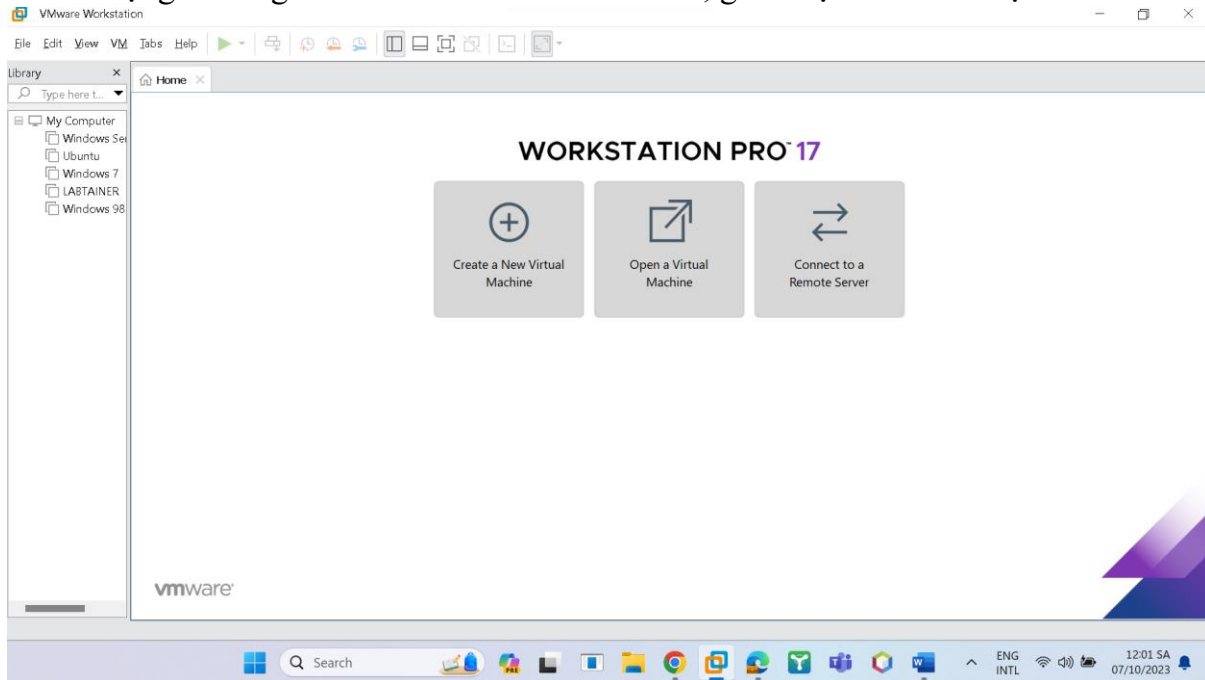 VMware Workstation
File Edit View VM Tabs Help
Library
Home
Type here t...
My Computer
Windows Ser
Ubuntu
Windows 7
LABTAINER
Windows 98
WORKSTATION PRO™ 17
Create a New Virtual
Machine
Open a Virtual
Machine
Connect to a
Remote Server
vmware
Search
ENG
INTL
12:01 SA
07/10/2023